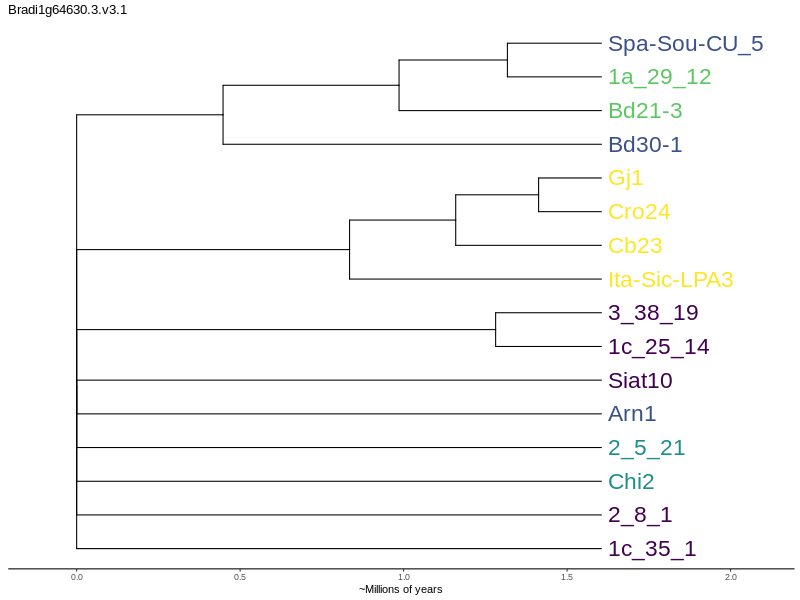 Bradi1g64630.3.v3.1
Spa-Sou-CU_5
1a_29_12
Bd21-3
Bd30-1
Gj1
Cro24
Cb23
Ita-Sic-LPA3
3_38_19
1c_25_14
Siat10
Arn1
2_5_21
Chi2
2_8_1
1c_35_1
0.0 0.5 1.0 1.5 2.0
~Millions of years